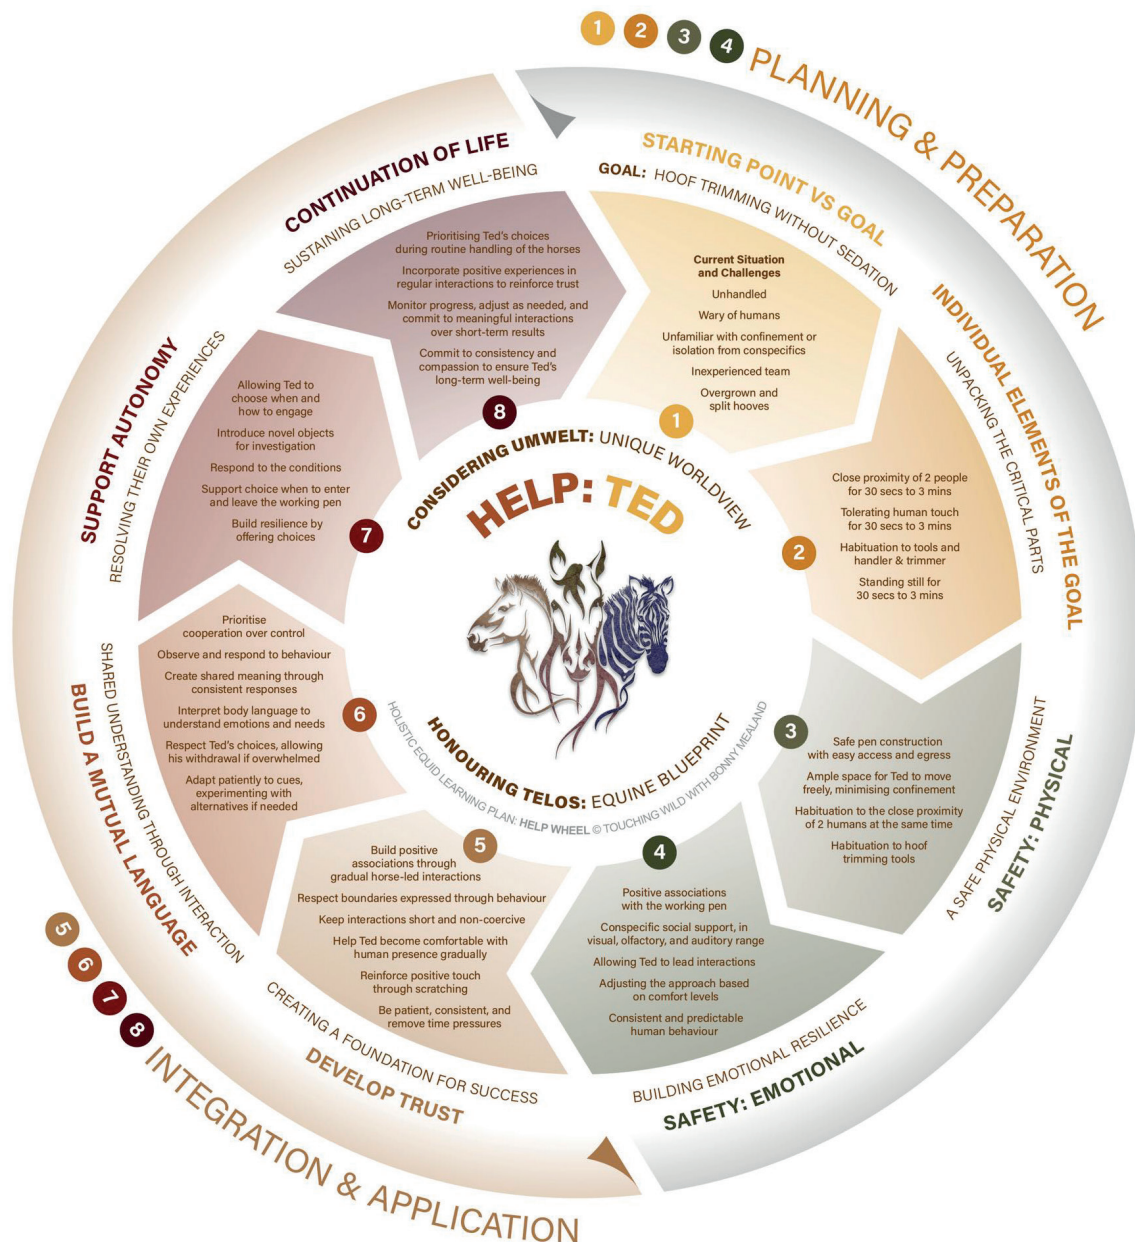 1 2 3 4 PLANNING & PREPARATION
STARTING POINT VS GOAL
GOAL: HOOF TRIMMING WITHOUT SEDATION
Current Situation
and Challenges
Unhandled
Wary of humans
Unfamiliar with confinement or
isolation from conspecifics
Inexperienced team
Overgrown and
split hooves
1
INDIVIDUAL ELEMENTS OF THE GOAL
UNPACKING THE CRITICAL PARTS
Close proximity of 2 people
for 30 secs to 3 mins
Tolerating human touch
for 30 secs to 3 mins
Habituation to tools and
handler & trimmer
Standing still for
30 secs to 3 mins
2
SAFETY: PHYSICAL
A SAFE PHYSICAL ENVIRONMENT
Safe pen construction
with easy access and egress
Ample space for Ted to move
freely, minimising confinement
Habituation to the close proximity
of 2 humans at the same time
Habituation to hoof
trimming tools
3
SAFETY: EMOTIONAL
BUILDING EMOTIONAL RESILIENCE
Positive associations
with the working pen
Conspecific social support, in
visual, olfactory, and auditory range
Allowing Ted to lead interactions
Adjusting the approach based
on comfort levels
Consistent and predictable
human behaviour
4
5 6 7 8 INTEGRATION & APPLICATION
DEVELOP TRUST
CREATING A FOUNDATION FOR SUCCESS
Build positive
associations through
gradual horse-led interactions
Respect boundaries expressed through behaviour
Keep interactions short and non-coercive
Help Ted become comfortable with
human presence gradually
Reinforce positive touch
through scratching
Be patient, consistent, and
remove time pressures
5
BUILD A MUTUAL LANGUAGE
SHARED UNDERSTANDING THROUGH INTERACTION
Prioritise
cooperation over control
Observe and respond to behaviour
Create shared meaning through
consistent responses
Interpret body language to
understand emotions and needs
Respect Ted's choices, allowing
his withdrawal if overwhelmed
Adapt patiently to cues,
experimenting with
alternatives if needed
6
SUPPORT AUTONOMY
RESOLVING THEIR OWN EXPERIENCES
Allowing Ted to
choose when and
how to engage
Introduce novel objects
for investigation
Respond to the conditions
Support choice when to enter
and leave the working pen
Build resilience by
offering choices
7
CONTINUATION OF LIFE
SUSTAINING LONG-TERM WELL-BEING
Prioritising Ted's choices
during routine handling of the horses
Incorporate positive experiences in
regular interactions to reinforce trust
Monitor progress, adjust as needed, and
commit to meaningful interactions
over short-term results
Commit to consistency and
compassion to ensure Ted's
long-term well-being
8
CONSIDERING UMWELT: UNIQUE WORLDVIEW
HELP: TED
HONOURING TELOS: EQUINE BLUEPRINT
HOLISTIC EQUID LEARNING PLAN: HELP WHEEL © TOUCHING WILD WITH BONNY MEALAND